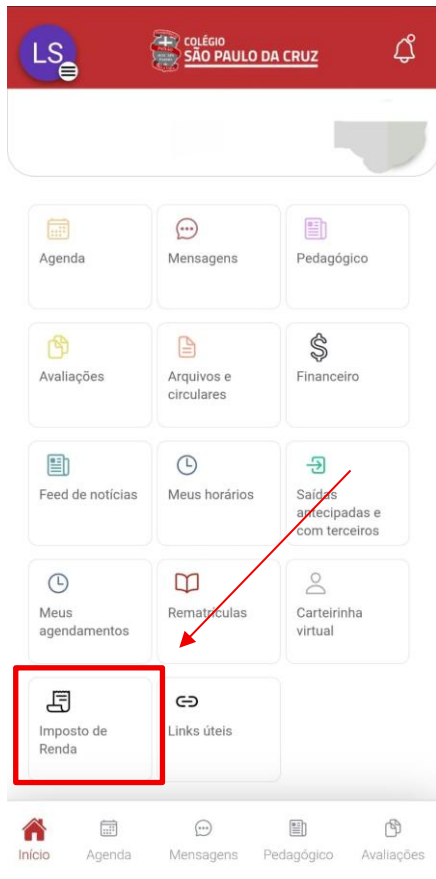 LS
COLÉGIO
SÃO PAULO DA CRUZ
Agenda
Mensagens
Pedagógico
Avaliações
Arquivos e
circulares
Financeiro
Feed de notícias
Meus horários
Saídas
antecipadas e
com terceiros
Meus
agendamentos
Rematrículas
Carteirinha
virtual
Imposto de
Renda
Links úteis
Início
Agenda
Mensagens
Pedagógico
Avaliações